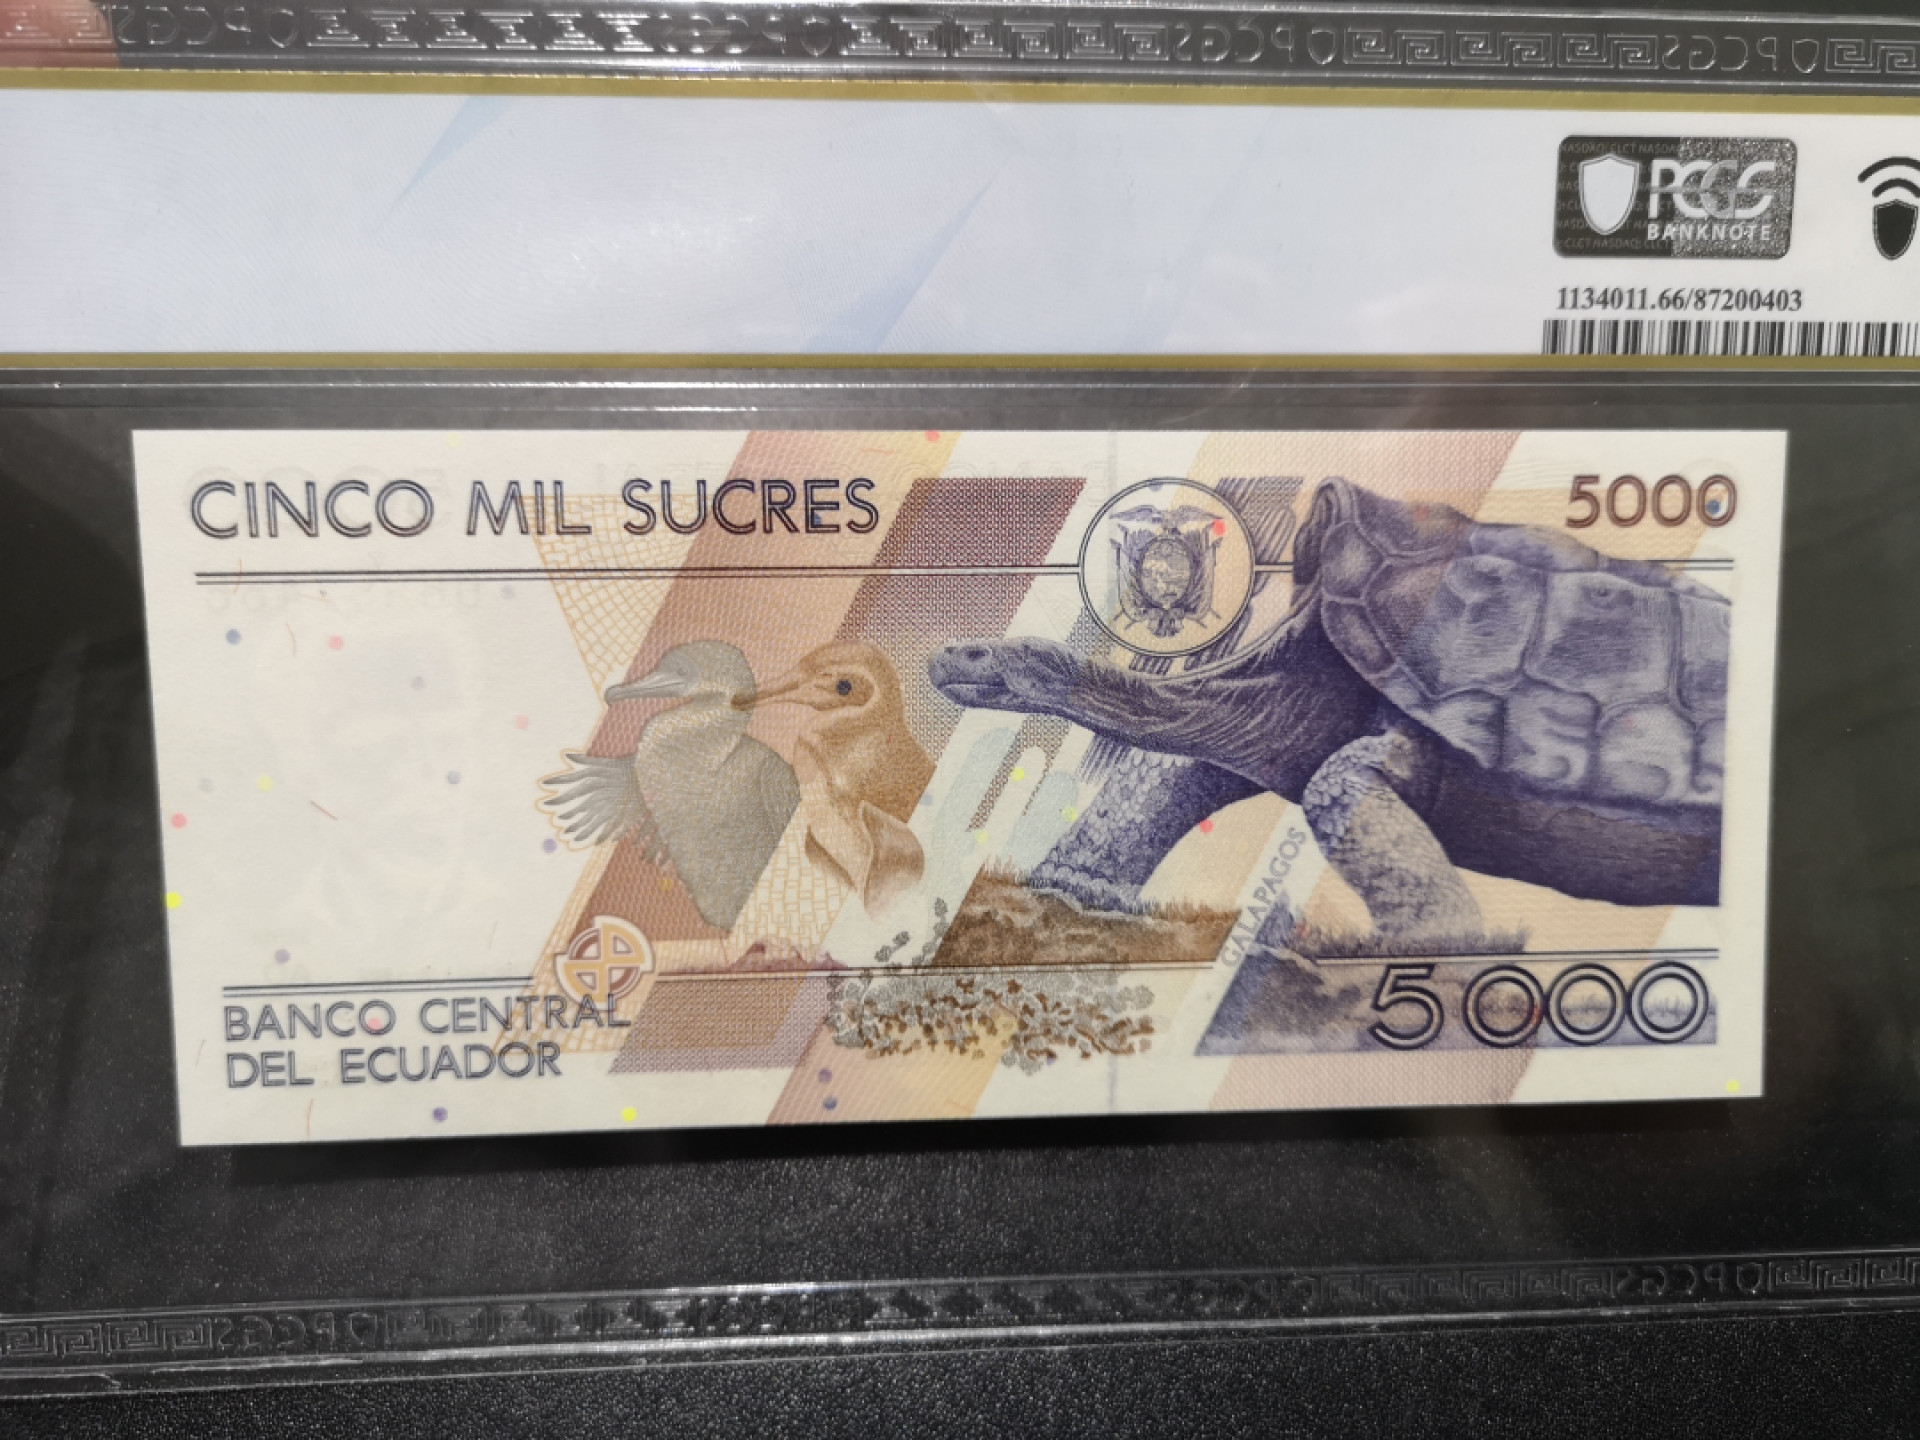 PCGS
BANKNOTE
1134011.66/87200403
CINCO MIL SUCRES
5000
GALAPAGOS
5000
BANCO CENTRAL
DEL ECUADOR